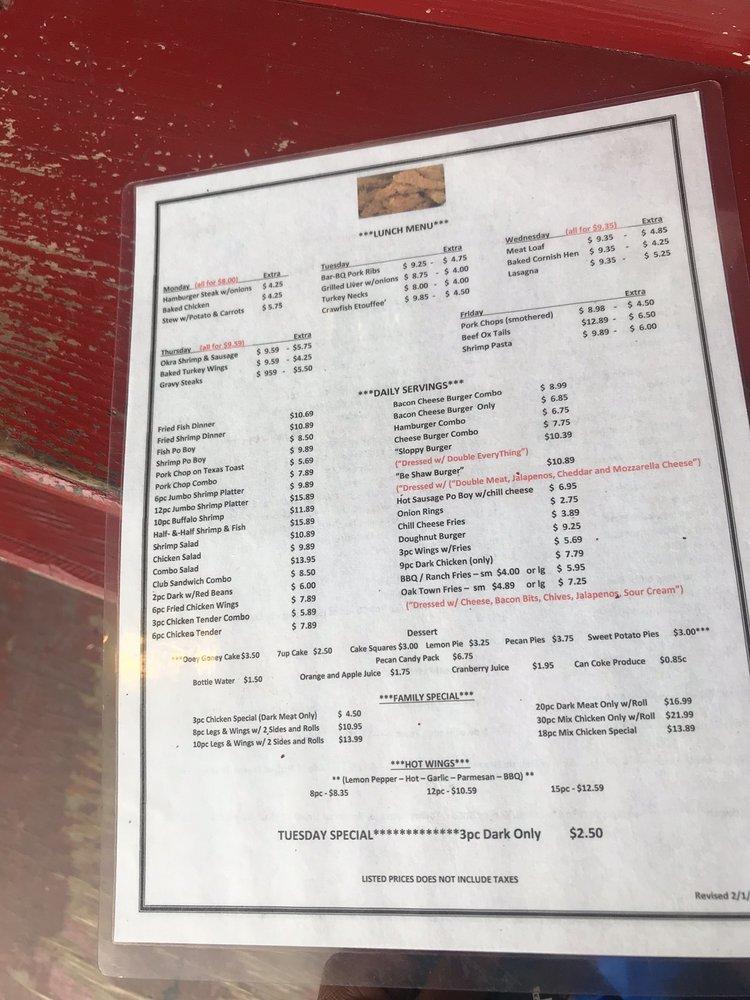 ***LUNCH MENU***
Monday (all for $8.00) Extra
Hamburger Steak w/onions $ 4.25
Baked Chicken $ 4.25
Stew w/Potato & Carrots $ 5.75
Tuesday Extra
Bar-BQ Pork Ribs $ 9.25 - $ 4.75
Grilled Liver w/onions $ 8.75 - $ 4.00
Turkey Necks $ 8.00 - $ 4.00
Crawfish Etouffee' $ 9.85 - $ 4.50
Wednesday (all for $9.35) Extra
Meat Loaf $ 9.35 - $ 4.85
Baked Cornish Hen $ 9.35 - $ 4.25
Lasagna $ 9.35 - $ 5.25
Thursday (all for $9.59) Extra
Okra Shrimp & Sausage $ 9.59 - $5.75
Baked Turkey Wings $ 9.59 - $4.25
Gravy Steaks $ 959 - $5.50
Friday Extra
Pork Chops (smothered) $ 8.98 - $ 4.50
Beef Ox Tails $12.89 - $ 6.50
Shrimp Pasta $ 9.89 - $ 6.00
***DAILY SERVINGS***
Fried Fish Dinner $10.69
Fried Shrimp Dinner $10.89
Fish Po Boy $ 8.50
Shrimp Po Boy $ 9.89
Pork Chop on Texas Toast $ 5.69
Pork Chop Combo $ 7.89
6pc Jumbo Shrimp Platter $ 9.89
12pc Jumbo Shrimp Platter $15.89
10pc Buffalo Shrimp $11.89
Half- &-Half Shrimp & Fish $15.89
Shrimp Salad $10.89
Chicken Salad $ 9.89
Combo Salad $13.95
Club Sandwich Combo $ 8.50
2pc Dark w/Red Beans $ 6.00
6pc Fried Chicken Wings $ 7.89
3pc Chicken Tender Combo $ 5.89
6pc Chicken Tender $ 7.89
Bacon Cheese Burger Combo $ 8.99
Bacon Cheese Burger Only $ 6.85
Hamburger Combo $ 6.75
Cheese Burger Combo $ 7.75
"Sloppy Burger $10.39
("Dressed w/ Double EveryThing")
"Be Shaw Burger" $10.89
("Dressed w/ ("Double Meat, Jalapenos, Cheddar and Mozzarella Cheese")
Hot Sausage Po Boy w/chill cheese $ 6.95
Onion Rings $ 2.75
Chill Cheese Fries $ 3.89
Doughnut Burger $ 9.25
3pc Wings w/Fries $ 5.69
9pc Dark Chicken (only) $ 7.79
BBQ / Ranch Fries – sm $4.00 or lg $ 5.95
Oak Town Fries – sm $4.89 or lg $ 7.25
("Dressed w/ Cheese, Bacon Bits, Chives, Jalapenos, Sour Cream")
Dessert
***Ooey Gooey Cake $3.50 7up Cake $2.50 Cake Squares $3.00 Lemon Pie $3.25 Pecan Pies $3.75 Sweet Potato Pies $3.00***
Pecan Candy Pack $6.75
Bottle Water $1.50 Orange and Apple Juice $1.75 Cranberry Juice $1.95 Can Coke Produce $0.85c
***FAMILY SPECIAL***
3pc Chicken Special (Dark Meat Only) $ 4.50
8pc Legs & Wings w/ 2 Sides and Rolls $10.95
10pc Legs & Wings w/ 2 Sides and Rolls $13.99
20pc Dark Meat Only w/Roll $16.99
30pc Mix Chicken Only w/Roll $21.99
18pc Mix Chicken Special $13.89
***HOT WINGS***
** (Lemon Pepper – Hot – Garlic – Parmesan – BBQ) **
8pc - $8.35 12pc - $10.59 15pc - $12.59
TUESDAY SPECIAL*************3pc Dark Only $2.50
LISTED PRICES DOES NOT INCLUDE TAXES
Revised 2/1/